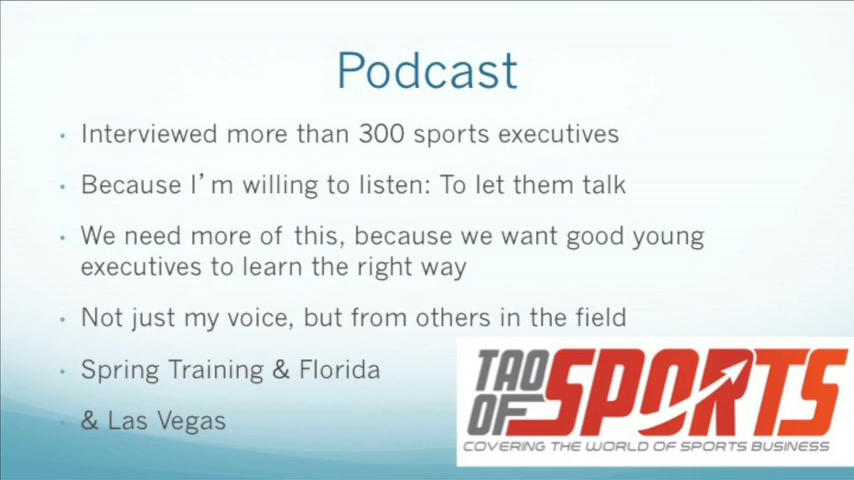 Podcast
Interviewed more than 300 sports executives
Because I'm willing to listen: To let them talk
We need more of this, because we want good young
executives to learn the right way
Not just my voice, but from others in the field
Spring Training & Florida
& Las Vegas
TAO OF SPORTS
COVERING THE WORLD OF SPORTS BUSINESS